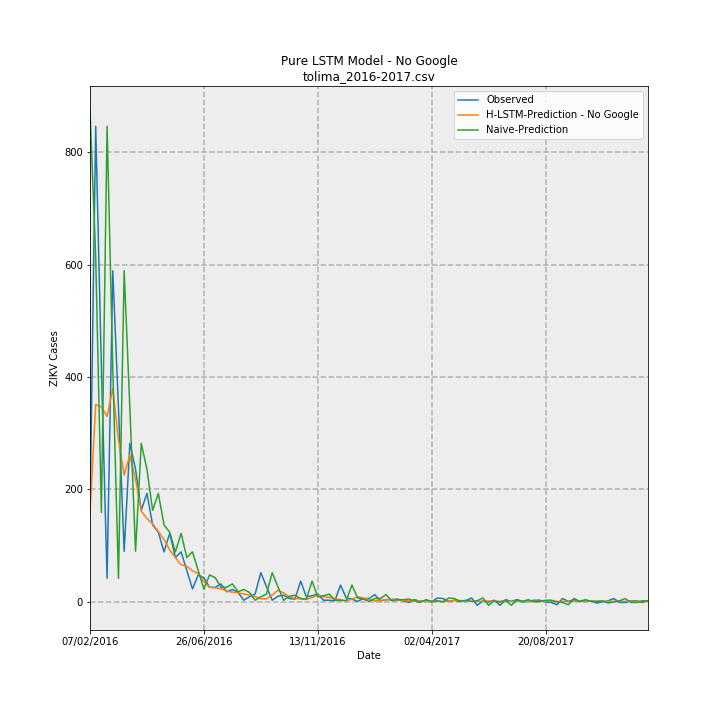 Pure LSTM Model - No Google
tolima_2016-2017.csv
Observed
H-LSTM-Prediction - No Google
Naive-Prediction
ZIKV Cases
800
600
400
200
0
07/02/2016
26/06/2016
13/11/2016
02/04/2017
20/08/2017
Date